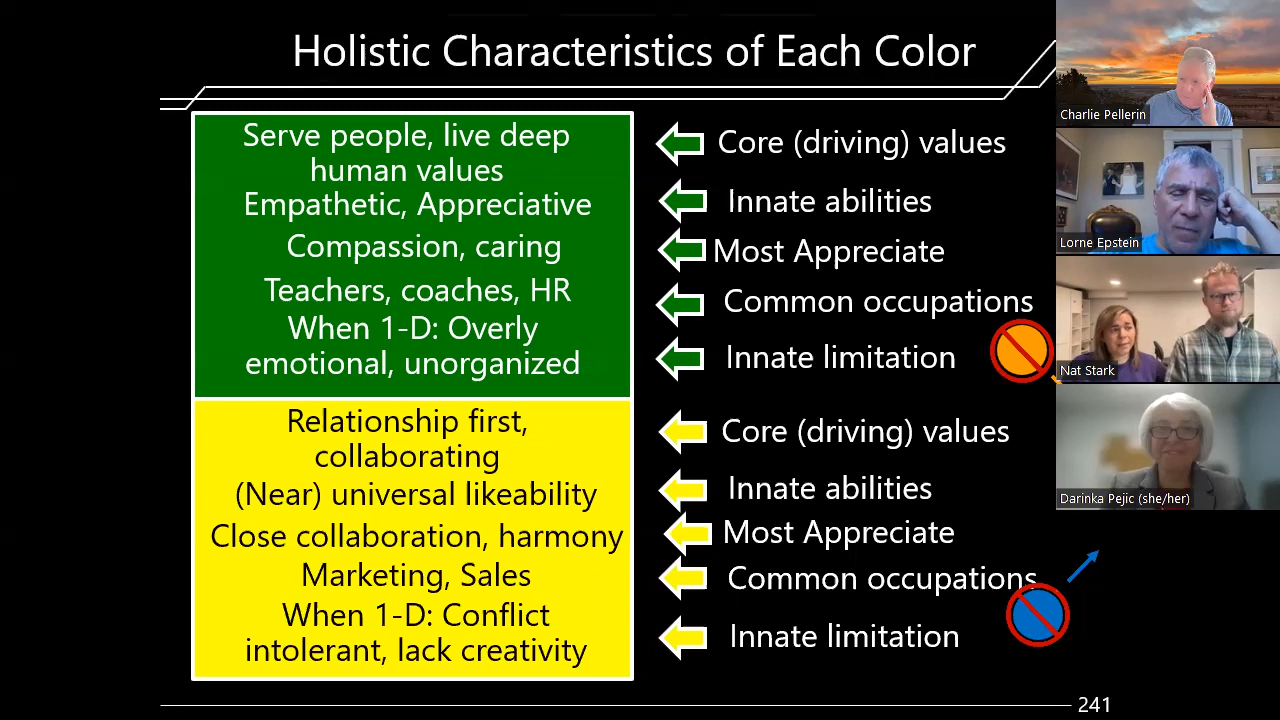 Holistic Characteristics of Each Color
Serve people, live deep
human values
Empathetic, Appreciative
Compassion, caring
Teachers, coaches, HR
When 1-D: Overly
emotional, unorganized
Core (driving) values
Innate abilities
Most Appreciate
Common occupations
Innate limitation
Relationship first,
collaborating
(Near) universal likeability
Close collaboration, harmony
Marketing, Sales
When 1-D: Conflict
intolerant, lack creativity
Core (driving) values
Innate abilities
Most Appreciate
Common occupations
Innate limitation
241
Charlie Pellerin
Lorne Epstein
Nat Stark
Darinka Pejic (she/her)